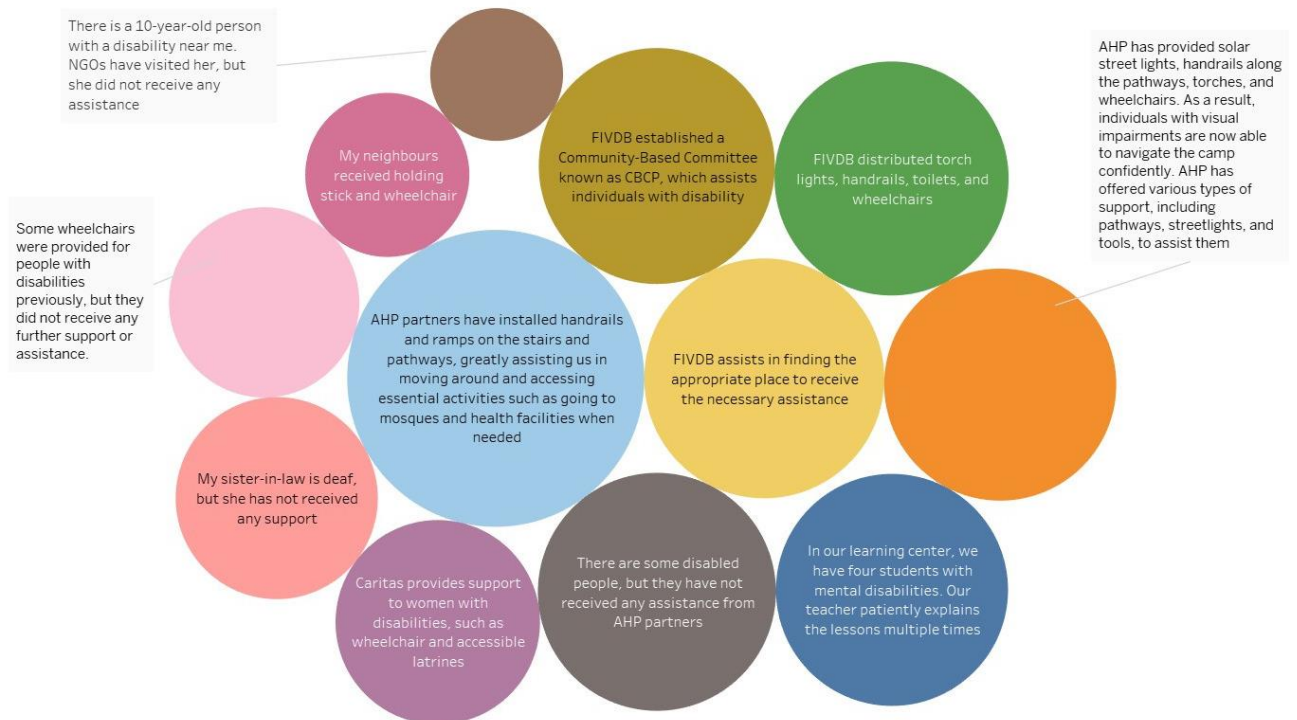 There is a 10-year-old person
with a disability near me.
NGOs have visited her, but
she did not receive any
assistance
My neighbours
received holding
stick and wheelchair
FIVDB established a
Community-Based Committee
known as CBCP, which assists
individuals with disability
FIVDB distributed torch
lights, handrails, toilets, and
wheelchairs
AHP has provided solar
street lights, handrails along
the pathways, torches, and
wheelchairs. As a result,
individuals with visual
impairments are now able
to navigate the camp
confidently. AHP has
offered various types of
support, including
pathways, streetlights, and
tools, to assist them
Some wheelchairs
were provided for
people with
disabilities
previously, but they
did not receive any
further support or
assistance.
AHP partners have installed handrails
and ramps on the stairs and
pathways, greatly assisting us in
moving around and accessing
essential activities such as going to
mosques and health facilities when
needed
FIVDB assists in finding the
appropriate place to receive
the necessary assistance
My sister-in-law is deaf,
but she has not received
any support
Caritas provides support
to women with
disabilities, such as
wheelchair and accessible
latrines
There are some disabled
people, but they have not
received any assistance from
AHP partners
In our learning center, we
have four students with
mental disabilities. Our
teacher patiently explains
the lessons multiple times